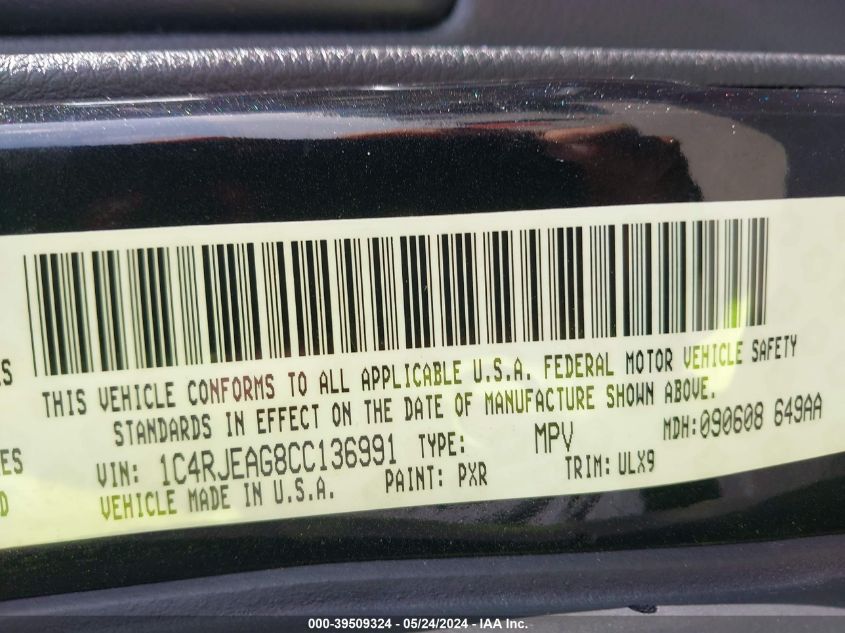 THIS VEHICLE CONFORMS TO ALL APPLICABLE U.S.A. FEDERAL MOTOR VEHICLE SAFETY
STANDARDS IN EFFECT ON THE DATE OF MANUFACTURE SHOWN ABOVE.
VIN: 1C4RJEAG8CC136991 TYPE: MPV MDH: 090608 649AA
VEHICLE MADE IN U.S.A. PAINT: PXR TRIM: ULX9
000-39509324 - 05/24/2024 - IAA Inc.